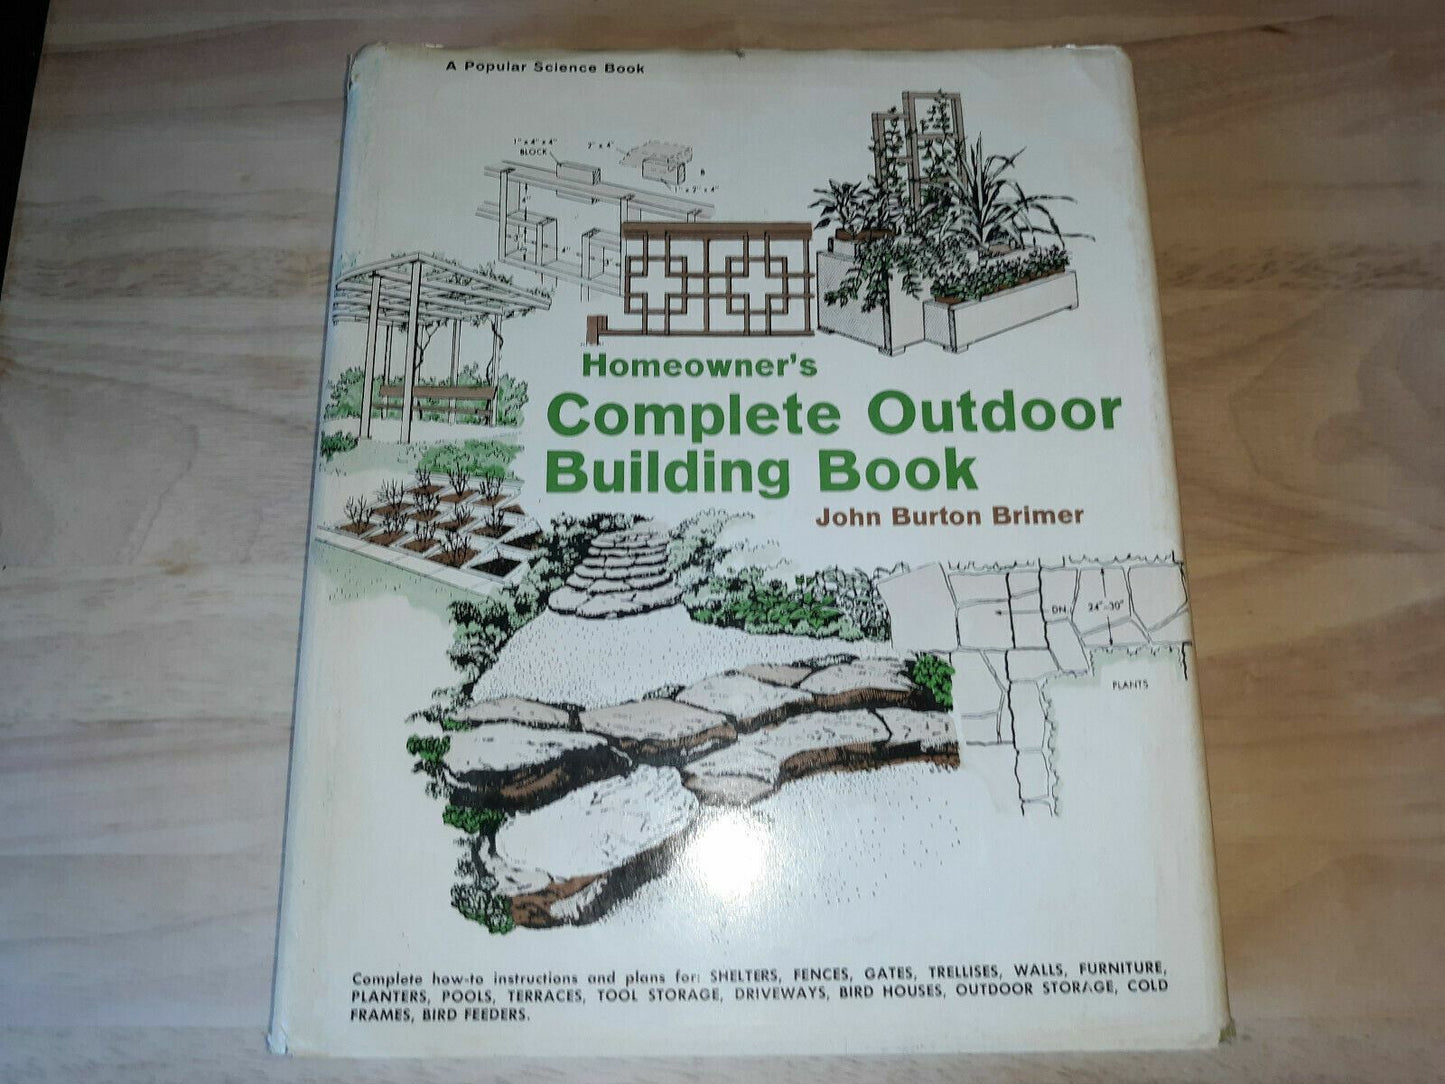 A Popular Science Book
1" x 4" x 4"
BLOCK
2" x 4"
B
1" x 2" x 4"
4"
Homeowner's
Complete Outdoor
Building Book
John Burton Brimer
DN.
24"-30"
PLANTS
Complete how-to instructions and plans for: SHELTERS, FENCES, GATES, TRELLISES, WALLS, FURNITURE,
PLANTERS, POOLS, TERRACES, TOOL STORAGE, DRIVEWAYS, BIRD HOUSES, OUTDOOR STORAGE, COLD
FRAMES, BIRD FEEDERS.